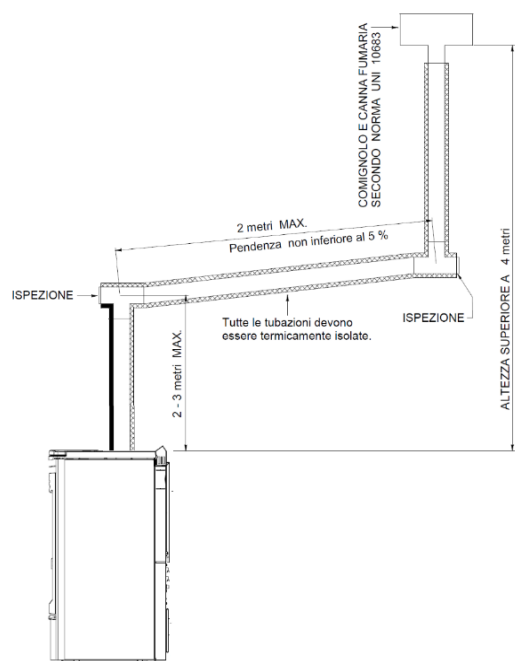 COMIGNOLO E CANNA FUMARIA
SECONDO NORMA UNI 10683
2 metri MAX.
Pendenza non inferiore al 5 %
ISPEZIONE
ISPEZIONE
Tutte le tubazioni devono
essere termicamente isolate.
2 - 3 metri MAX.
ALTEZZA SUPERIORE A 4 metri